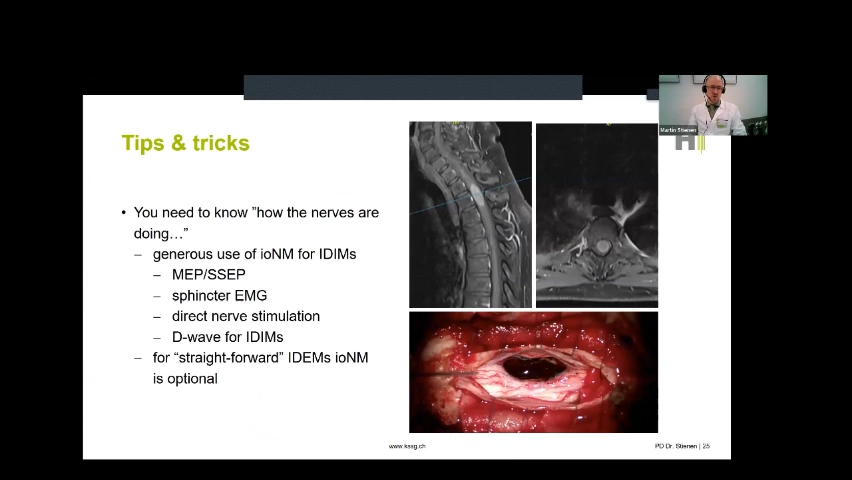 Martin Stienen
Tips & tricks
• You need to know ”how the nerves are
doing…”
– generous use of ioNM for IDIMs
– MEP/SSEP
– sphincter EMG
– direct nerve stimulation
– D-wave for IDIMs
– for “straight-forward” IDEMs ioNM
is optional
www.kssg.ch
PD Dr. Stienen | 25